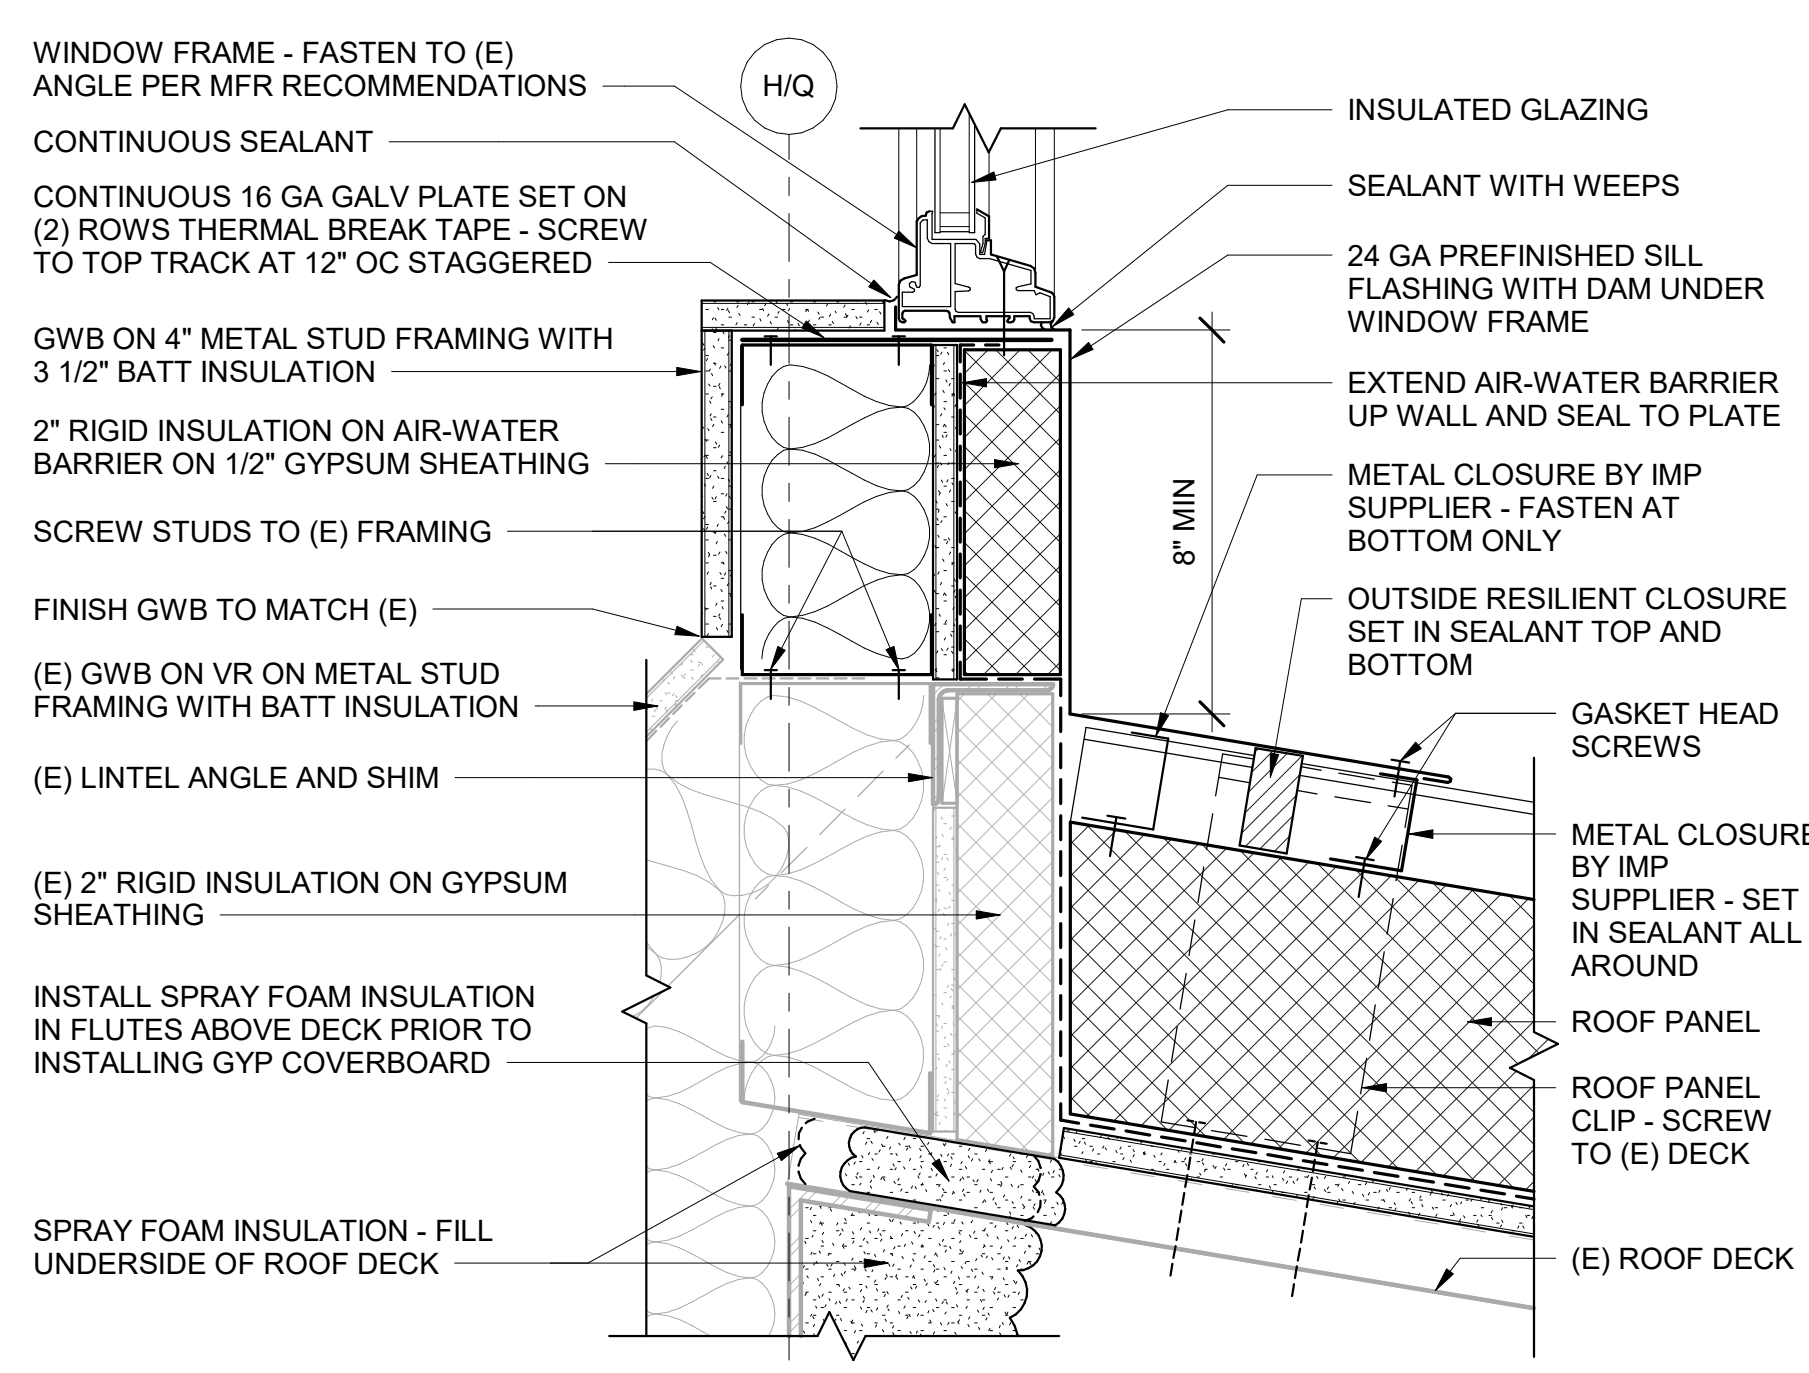 WINDOW FRAME - FASTEN TO (E)
ANGLE PER MFR RECOMMENDATIONS
CONTINUOUS SEALANT
CONTINUOUS 16 GA GALV PLATE SET ON
(2) ROWS THERMAL BREAK TAPE - SCREW
TO TOP TRACK AT 12" OC STAGGERED
GWB ON 4" METAL STUD FRAMING WITH
3 1/2" BATT INSULATION
2" RIGID INSULATION ON AIR-WATER
BARRIER ON 1/2" GYPSUM SHEATHING
SCREW STUDS TO (E) FRAMING
FINISH GWB TO MATCH (E)
(E) GWB ON VR ON METAL STUD
FRAMING WITH BATT INSULATION
(E) LINTEL ANGLE AND SHIM
(E) 2" RIGID INSULATION ON GYPSUM
SHEATHING
INSTALL SPRAY FOAM INSULATION
IN FLUTES ABOVE DECK PRIOR TO
INSTALLING GYP COVERBOARD
SPRAY FOAM INSULATION - FILL
UNDERSIDE OF ROOF DECK
H/Q
8" MIN
INSULATED GLAZING
SEALANT WITH WEEPS
24 GA PREFINISHED SILL
FLASHING WITH DAM UNDER
WINDOW FRAME
EXTEND AIR-WATER BARRIER
UP WALL AND SEAL TO PLATE
METAL CLOSURE BY IMP
SUPPLIER - FASTEN AT
BOTTOM ONLY
OUTSIDE RESILIENT CLOSURE
SET IN SEALANT TOP AND
BOTTOM
GASKET HEAD
SCREWS
METAL CLOSURE
BY IMP
SUPPLIER - SET
IN SEALANT ALL
AROUND
ROOF PANEL
ROOF PANEL
CLIP - SCREW
TO (E) DECK
(E) ROOF DECK